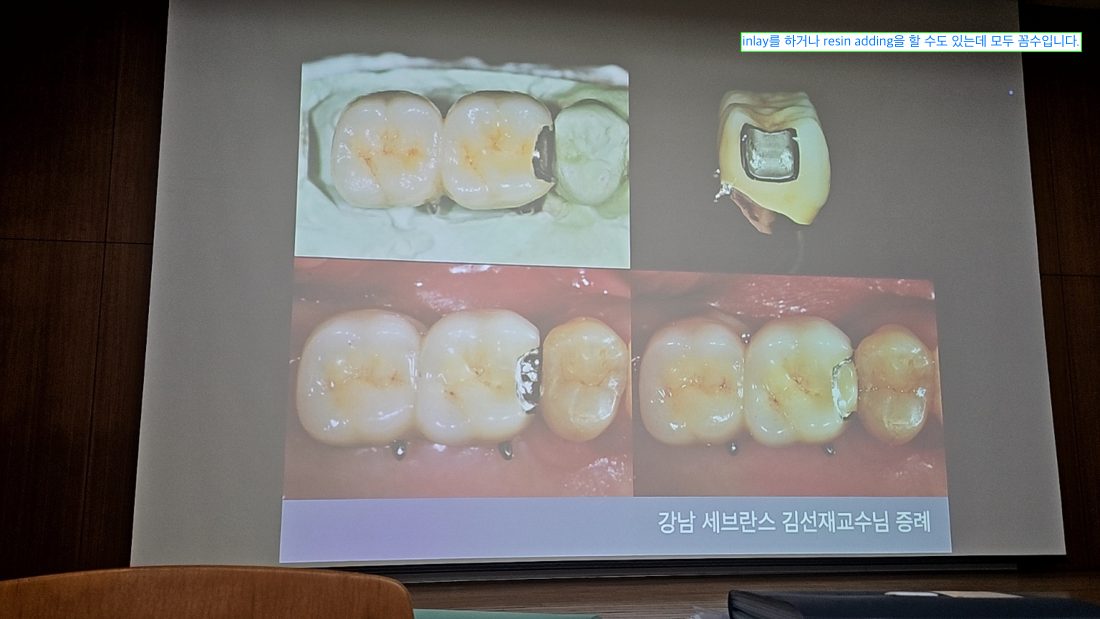 inlay를 하거나 resin adding을 할 수도 있는데 모두 꼼수입니다.
강남 세브란스 김선재교수님 증례